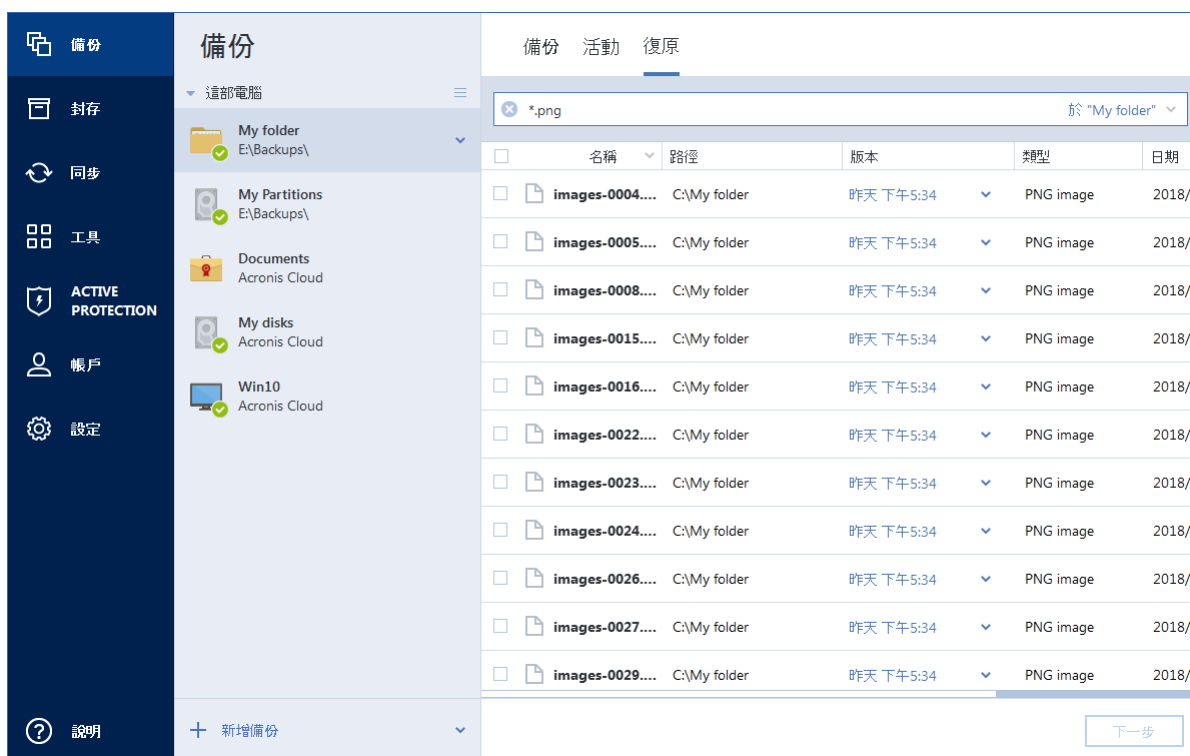 備份
封存
同步
工具
ACTIVE
PROTECTION
帳戶
設定
說明
備份
這部電腦
My folder
E:\Backups\
My Partitions
E:\Backups\
Documents
Acronis Cloud
My disks
Acronis Cloud
Win10
Acronis Cloud
新增備份
備份 活動 復原
*.png 於 "My folder"
名稱 路徑 版本 類型 日期
images-0004.... C:\My folder 昨天 下午5:34 PNG image 2018/
images-0005.... C:\My folder 昨天 下午5:34 PNG image 2018/
images-0008.... C:\My folder 昨天 下午5:34 PNG image 2018/
images-0015.... C:\My folder 昨天 下午5:34 PNG image 2018/
images-0016.... C:\My folder 昨天 下午5:34 PNG image 2018/
images-0022.... C:\My folder 昨天 下午5:34 PNG image 2018/
images-0023.... C:\My folder 昨天 下午5:34 PNG image 2018/
images-0024.... C:\My folder 昨天 下午5:34 PNG image 2018/
images-0026.... C:\My folder 昨天 下午5:34 PNG image 2018/
images-0027.... C:\My folder 昨天 下午5:34 PNG image 2018/
images-0029.... C:\My folder 昨天 下午5:34 PNG image 2018/
下一步